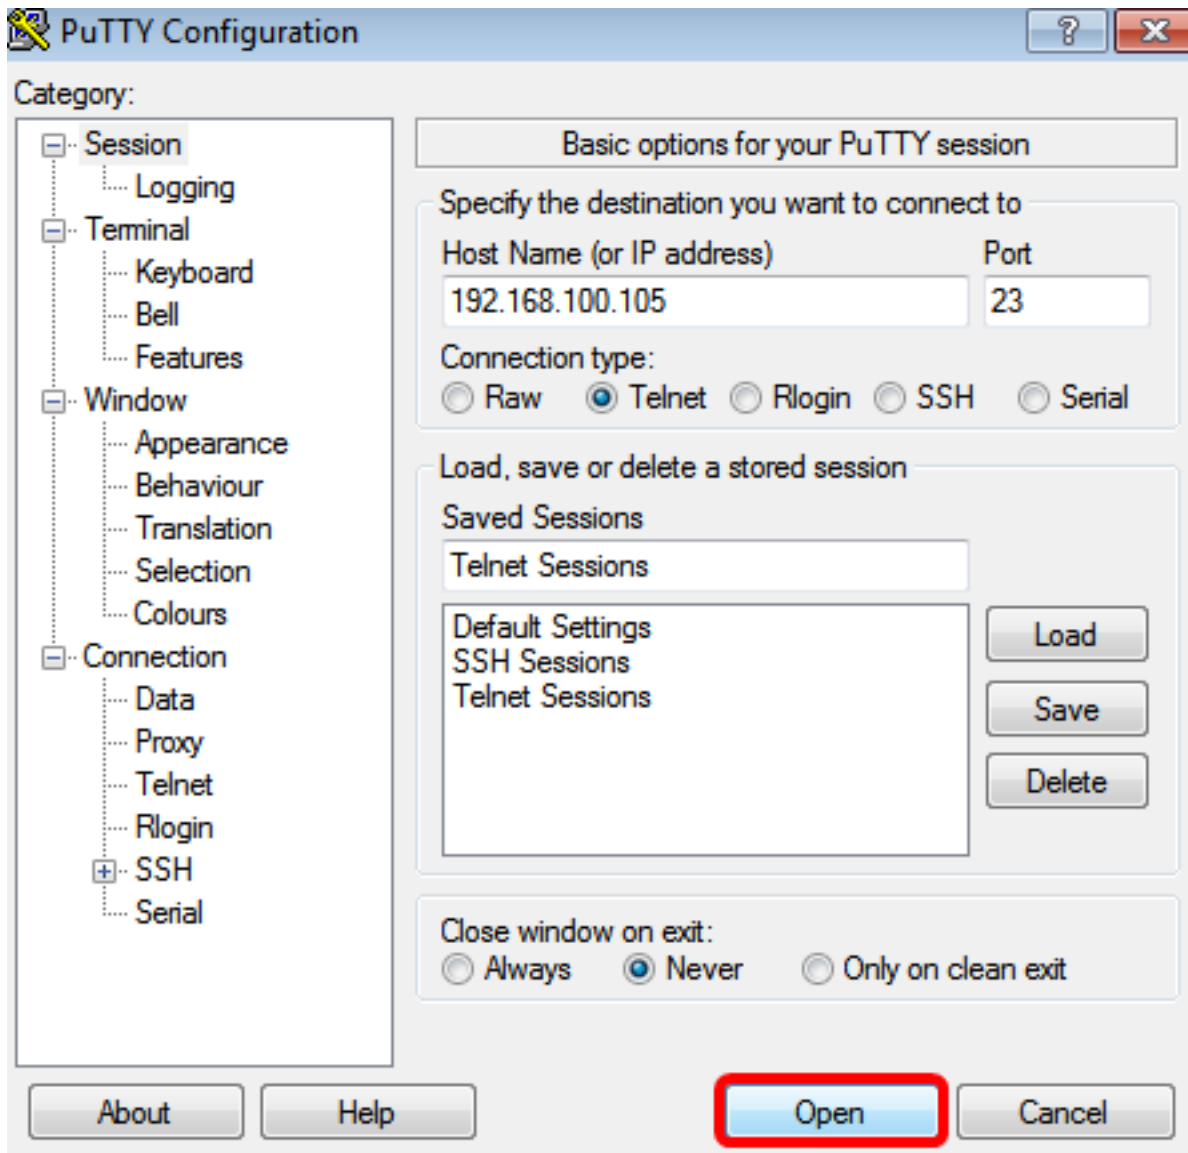 PuTTY Configuration
Category:
Session
Logging
Terminal
Keyboard
Bell
Features
Window
Appearance
Behaviour
Translation
Selection
Colours
Connection
Data
Proxy
Telnet
Rlogin
SSH
Serial
Basic options for your PuTTY session
Specify the destination you want to connect to
Host Name (or IP address) Port
192.168.100.105 23
Connection type:
Raw Telnet Rlogin SSH Serial
Load, save or delete a stored session
Saved Sessions
Telnet Sessions
Default Settings
SSH Sessions
Telnet Sessions
Load
Save
Delete
Close window on exit:
Always Never Only on clean exit
About Help Open Cancel